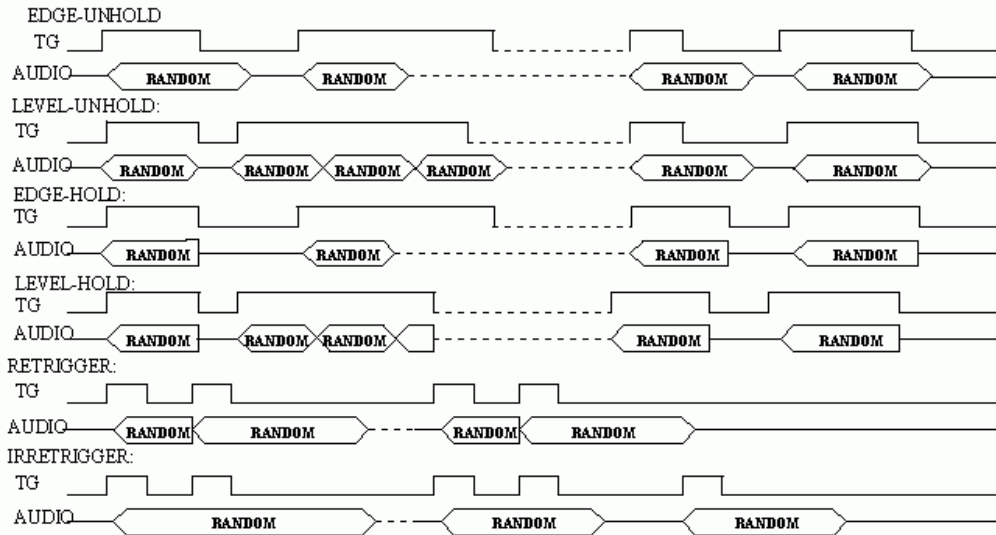 EDGE-UNHOLD
TG
AUDIO RANDOM RANDOM RANDOM RANDOM
LEVEL-UNHOLD:
TG
AUDIO RANDOM RANDOM RANDOM RANDOM RANDOM RANDOM
EDGE-HOLD:
TG
AUDIO RANDOM RANDOM RANDOM RANDOM
LEVEL-HOLD:
TG
AUDIO RANDOM RANDOM RANDOM RANDOM RANDOM
RETRIGGER:
TG
AUDIO RANDOM RANDOM RANDOM RANDOM
IRRETRIGGER:
TG
AUDIO RANDOM RANDOM RANDOM